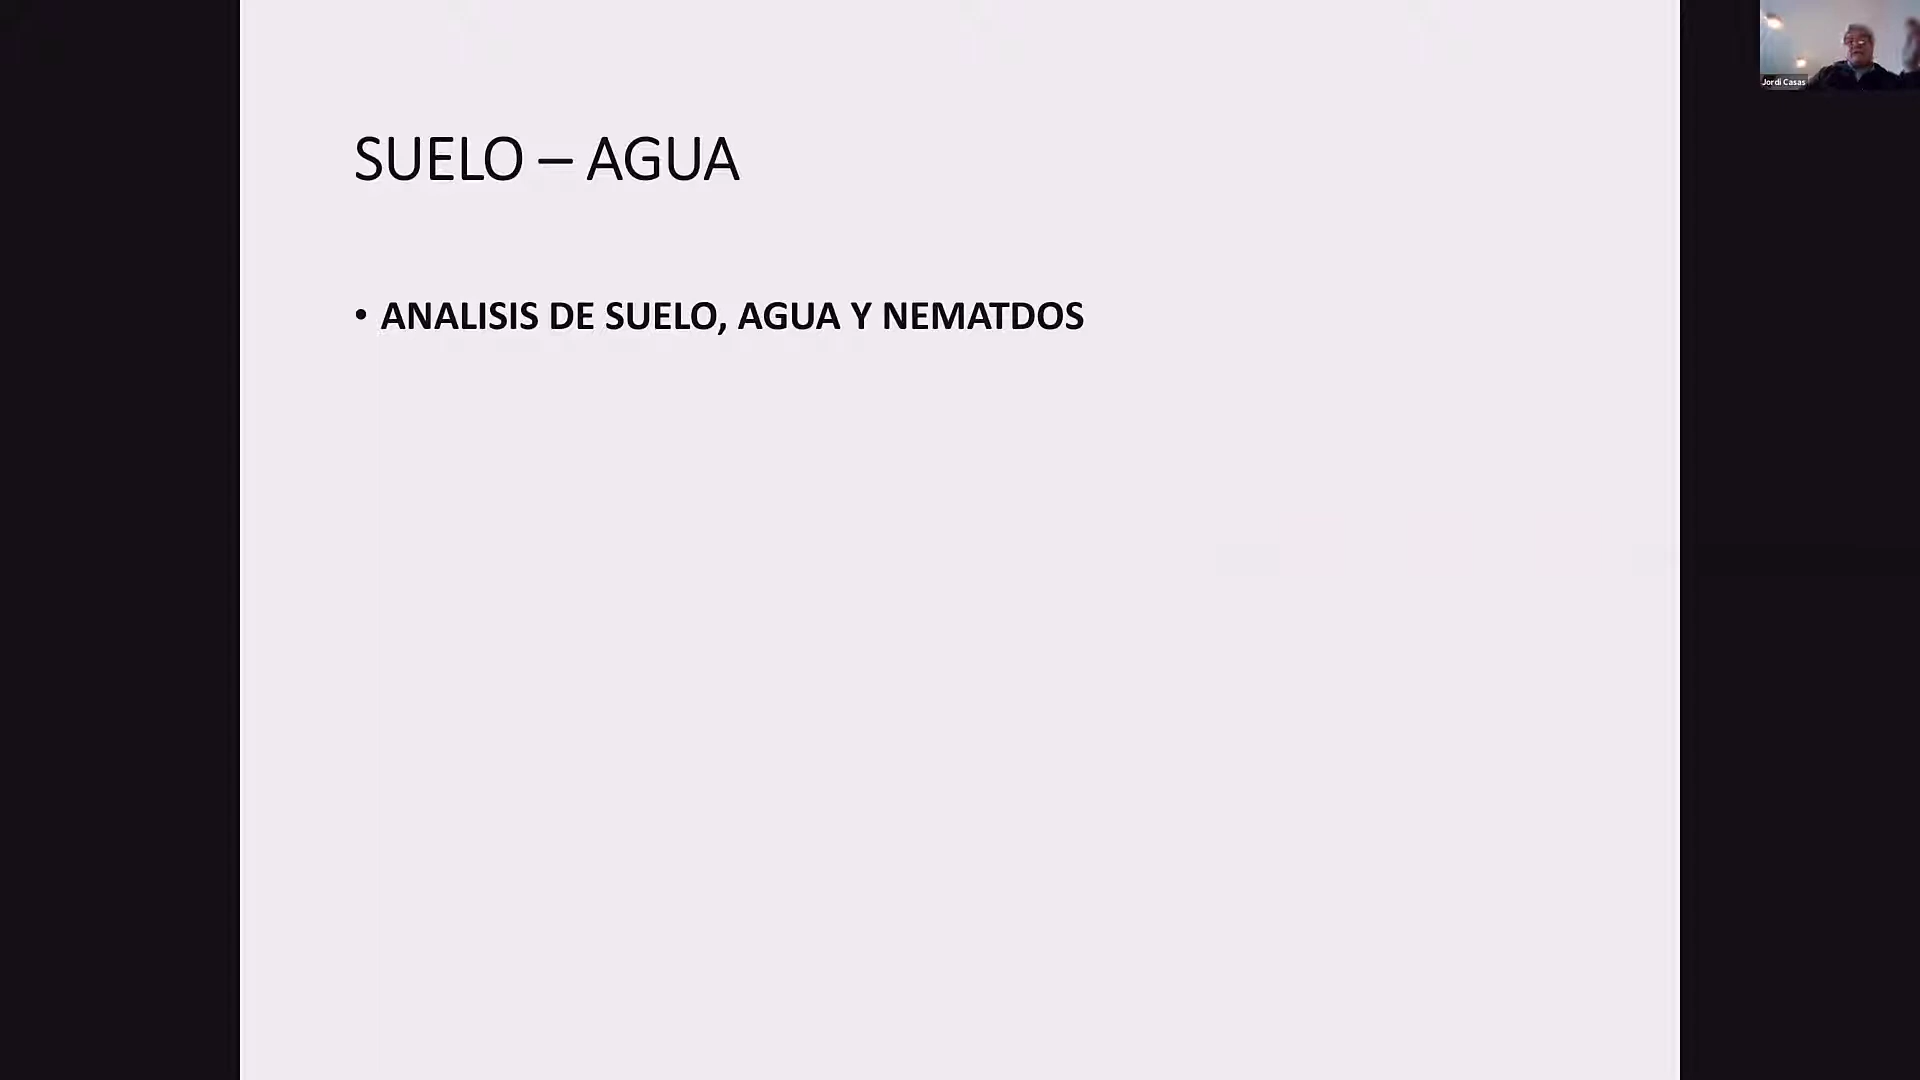 SUELO – AGUA
• ANALISIS DE SUELO, AGUA Y NEMATDOS
Jordi Casas